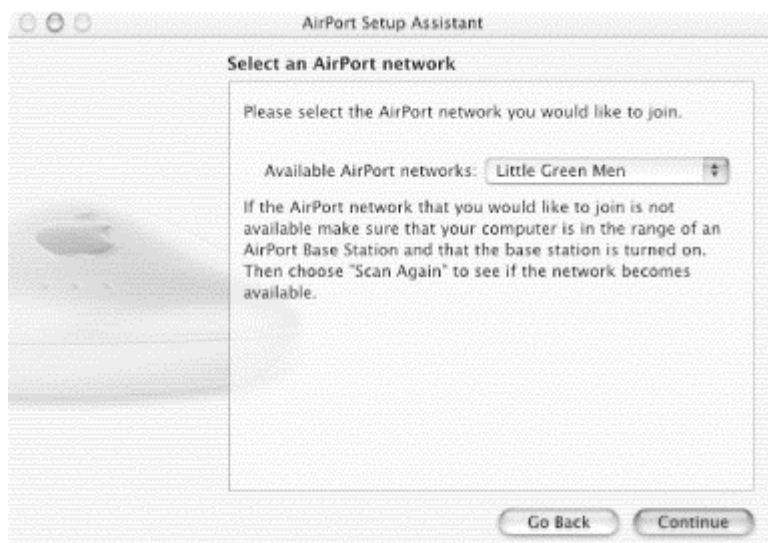 AirPort Setup Assistant
Select an AirPort network
Please select the AirPort network you would like to join.
Available AirPort networks: Little Green Men
If the AirPort network that you would like to join is not
available make sure that your computer is in the range of an
AirPort Base Station and that the base station is turned on.
Then choose "Scan Again" to see if the network becomes
available.
Go Back Continue